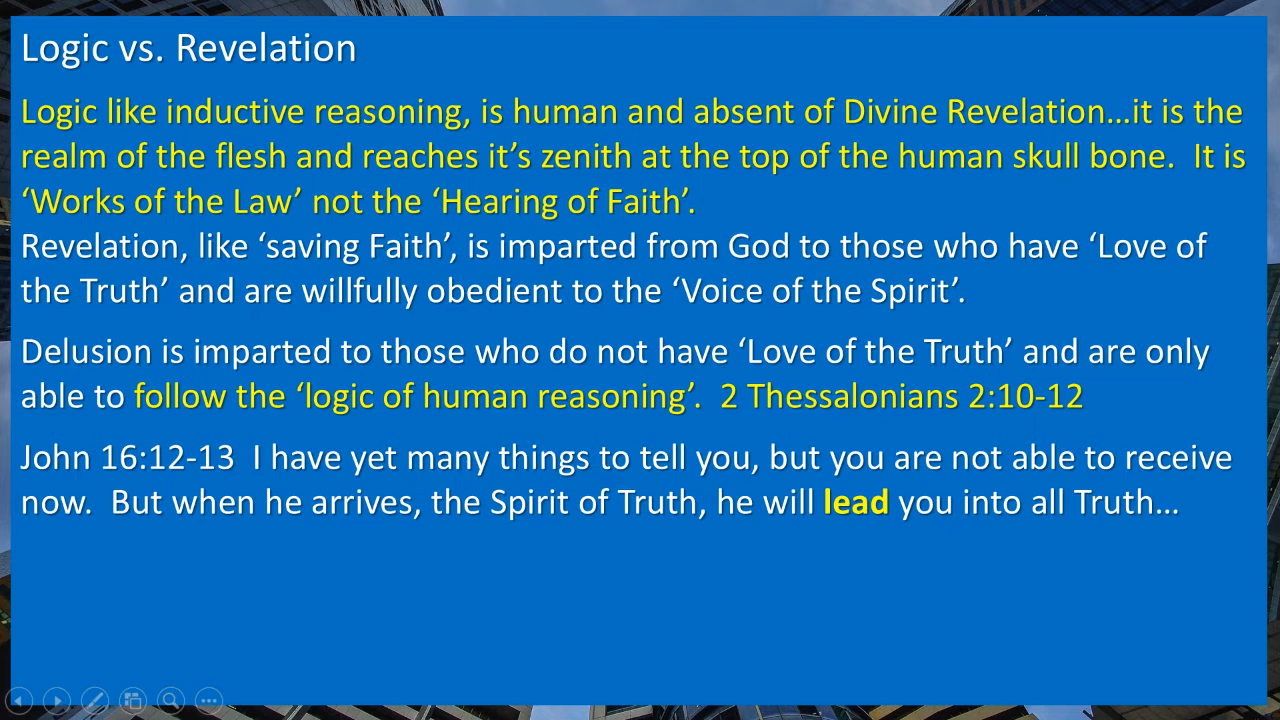 Logic vs. Revelation
Logic like inductive reasoning, is human and absent of Divine Revelation…it is the
realm of the flesh and reaches it’s zenith at the top of the human skull bone.  It is
‘Works of the Law’ not the ‘Hearing of Faith’.
Revelation, like ‘saving Faith’, is imparted from God to those who have ‘Love of
the Truth’ and are willfully obedient to the ‘Voice of the Spirit’.
Delusion is imparted to those who do not have ‘Love of the Truth’ and are only
able to follow the ‘logic of human reasoning’.  2 Thessalonians 2:10-12
John 16:12-13  I have yet many things to tell you, but you are not able to receive
now.  But when he arrives, the Spirit of Truth, he will lead you into all Truth…